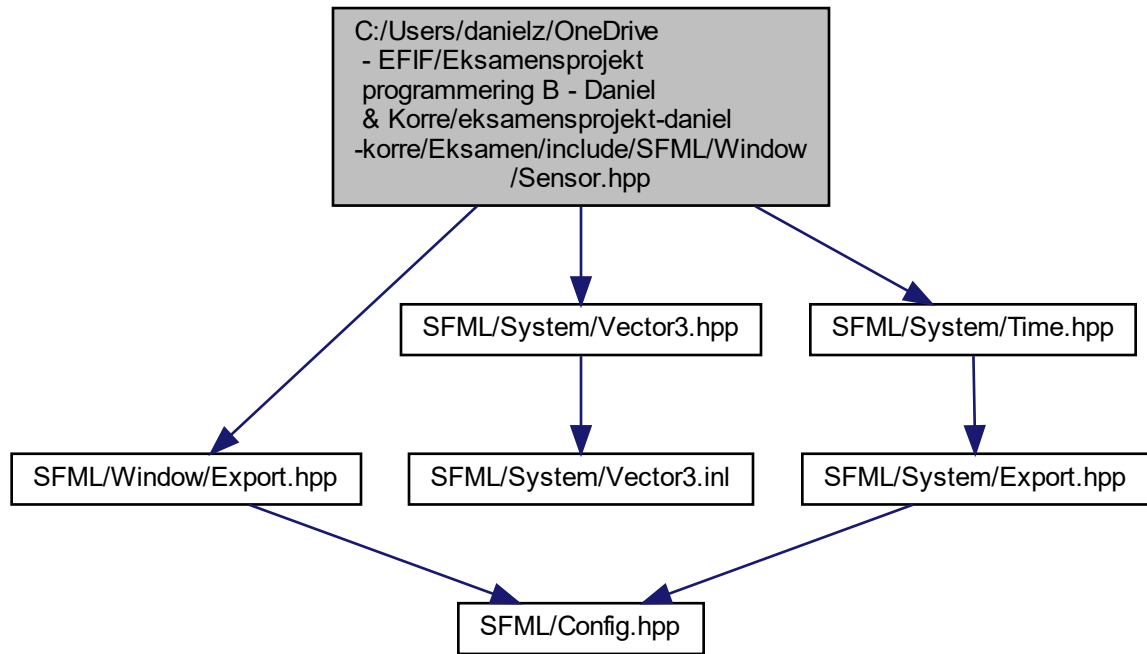 C:/Users/danielz/OneDrive
- EFIF/Eksamensprojekt
programmering B - Daniel
& Korre/eksamensprojekt-daniel
-korre/Eksamen/include/SFML/Window
/Sensor.hpp
SFML/System/Vector3.hpp
SFML/System/Time.hpp
SFML/Window/Export.hpp
SFML/System/Vector3.inl
SFML/System/Export.hpp
SFML/Config.hpp